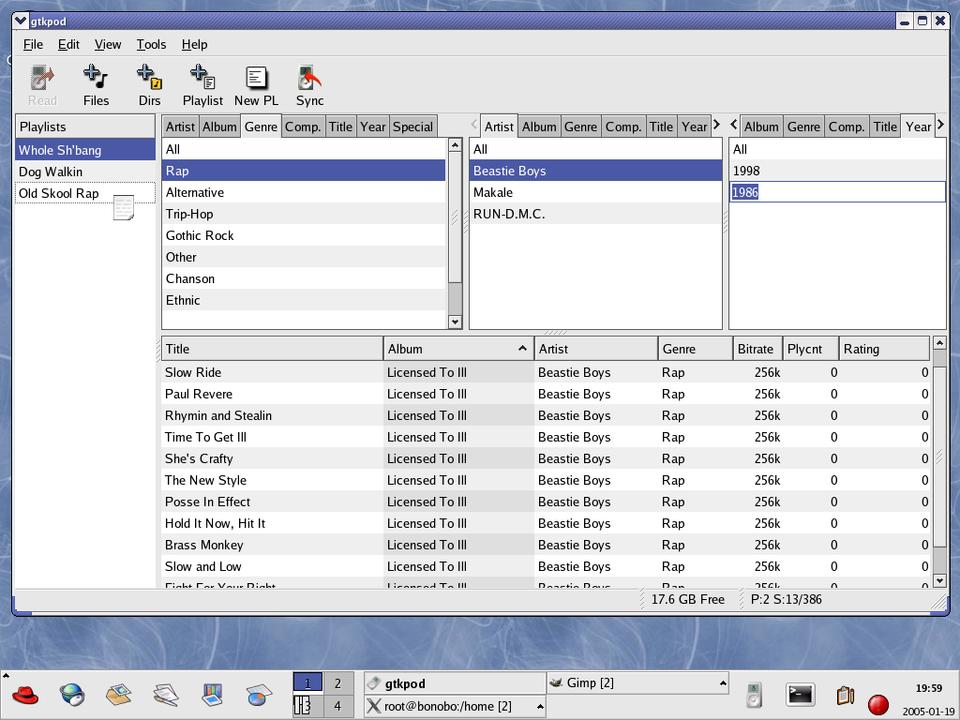 gtkpod
File Edit View Tools Help
Read Files Dirs Playlist New PL Sync
Playlists
Whole Sh'bang
Dog Walkin
Old Skool Rap
Artist Album Genre Comp. Title Year Special
All
Rap
Alternative
Trip-Hop
Gothic Rock
Other
Chanson
Ethnic
Artist Album Genre Comp. Title Year
All
Beastie Boys
Makale
RUN-D.M.C.
Album Genre Comp. Title Year
All
1998
1986
Title Album Artist Genre Bitrate Plycnt Rating
Slow Ride Licensed To Ill Beastie Boys Rap 256k 0 0
Paul Revere Licensed To Ill Beastie Boys Rap 256k 0 0
Rhymin and Stealin Licensed To Ill Beastie Boys Rap 256k 0 0
Time To Get Ill Licensed To Ill Beastie Boys Rap 256k 0 0
She's Crafty Licensed To Ill Beastie Boys Rap 256k 0 0
The New Style Licensed To Ill Beastie Boys Rap 256k 0 0
Posse In Effect Licensed To Ill Beastie Boys Rap 256k 0 0
Hold It Now, Hit It Licensed To Ill Beastie Boys Rap 256k 0 0
Brass Monkey Licensed To Ill Beastie Boys Rap 256k 0 0
Slow and Low Licensed To Ill Beastie Boys Rap 256k 0 0
Fight For Your Right Licensed To Ill Beastie Boys Rap 256k 0 0
17.6 GB Free P:2 S:13/386
1 2
3 4
gtkpod
Gimp [2]
root@bonobo:/home [2]
19:59
2005-01-19